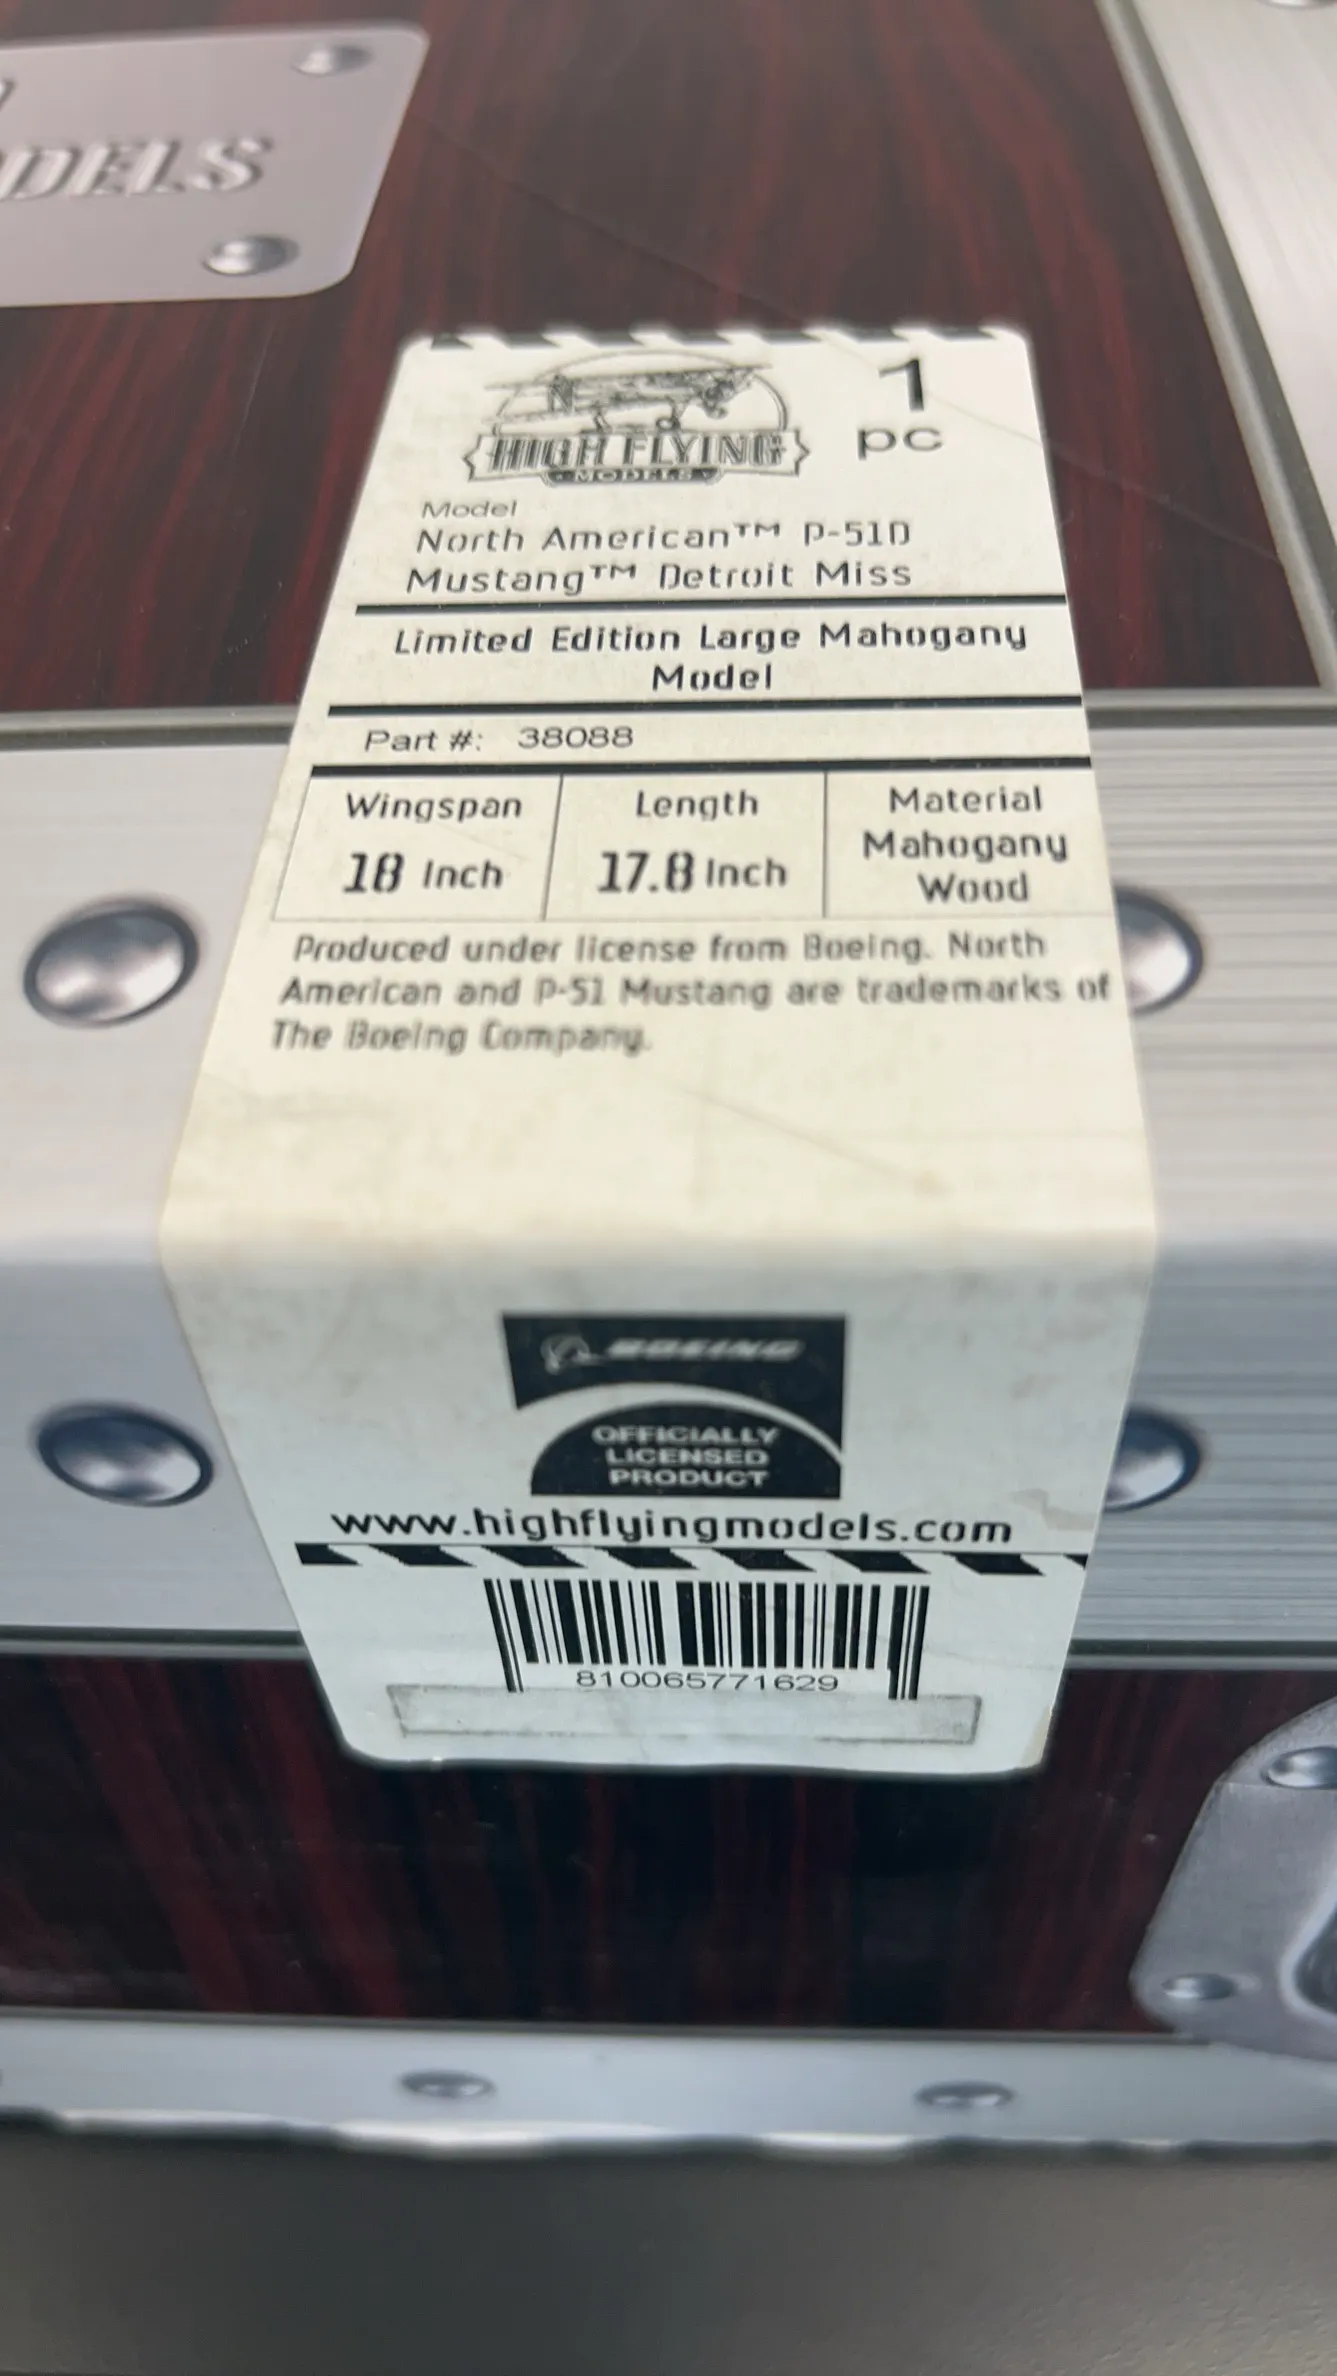 DELS
HIGH FLYING
MODELS
1
pc
Model
North American™ P-51D
Mustang™ Detroit Miss
Limited Edition Large Mahogany
Model
Part #: 38088
Wingspan
18 Inch
Length
17.8 Inch
Material
Mahogany
Wood
Produced under license from Boeing. North
American and P-51 Mustang are trademarks of
The Boeing Company.
BOEING
OFFICIALLY
LICENSED
PRODUCT
www.highflyingmodels.com
810065771629